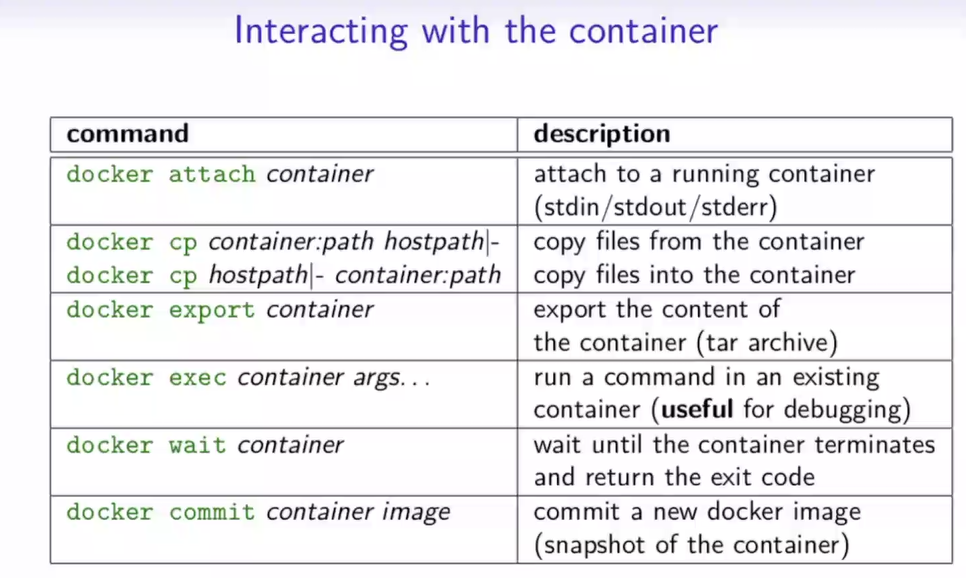 Interacting with the container
command description
docker attach container attach to a running container
(stdin/stdout/stderr)
docker cp container:path hostpath|- copy files from the container
docker cp hostpath|- container:path copy files into the container
docker export container export the content of
the container (tar archive)
docker exec container args... run a command in an existing
container (useful for debugging)
docker wait container wait until the container terminates
and return the exit code
docker commit container image commit a new docker image
(snapshot of the container)